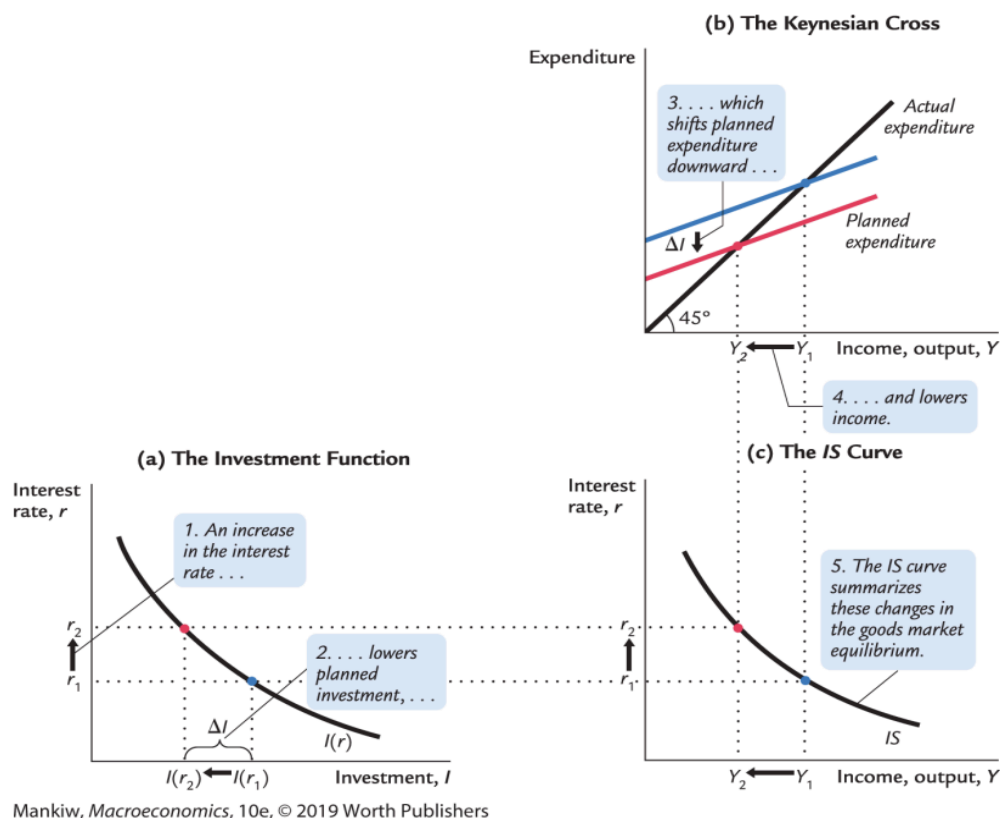 (b) The Keynesian Cross
Expenditure
3. . . . which
shifts planned
expenditure
downward . . .
Actual
expenditure
Planned
expenditure
ΔI
45°
Y₂
Y₁
Income, output, Y
4. . . . and lowers
income.
(a) The Investment Function
Interest
rate, r
1. An increase
in the interest
rate . . .
r₂
r₁
2. . . . lowers
planned
investment, . . .
ΔI
I(r)
I(r₂)
I(r₁)
Investment, I
(c) The IS Curve
Interest
rate, r
5. The IS curve
summarizes
these changes in
the goods market
equilibrium.
r₂
r₁
IS
Y₂
Y₁
Income, output, Y
Mankiw, Macroeconomics, 10e, © 2019 Worth Publishers